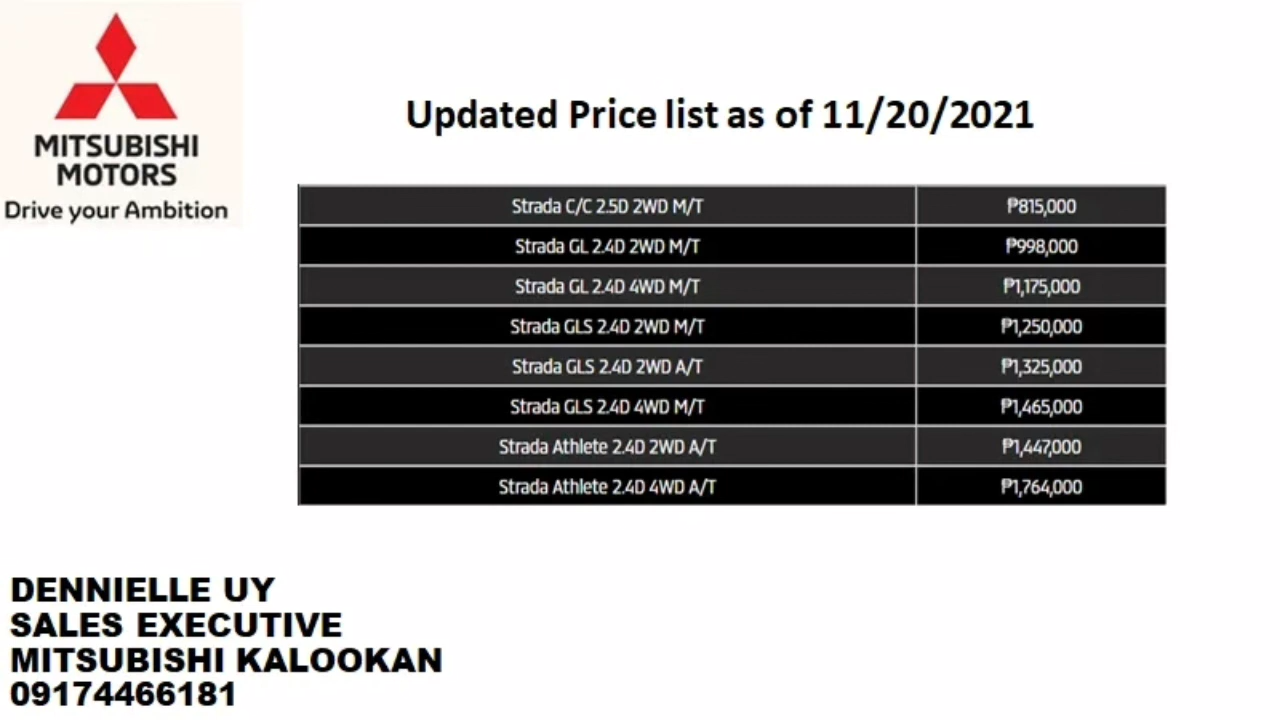 MITSUBISHI
MOTORS
Drive your Ambition
Updated Price list as of 11/20/2021
Strada C/C 2.5D 2WD M/T ₱815,000
Strada GL 2.4D 2WD M/T ₱998,000
Strada GL 2.4D 4WD M/T ₱1,175,000
Strada GLS 2.4D 2WD M/T ₱1,250,000
Strada GLS 2.4D 2WD A/T ₱1,325,000
Strada GLS 2.4D 4WD M/T ₱1,465,000
Strada Athlete 2.4D 2WD A/T ₱1,447,000
Strada Athlete 2.4D 4WD A/T ₱1,764,000
DENNIELLE UY
SALES EXECUTIVE
MITSUBISHI KALOOKAN
09174466181